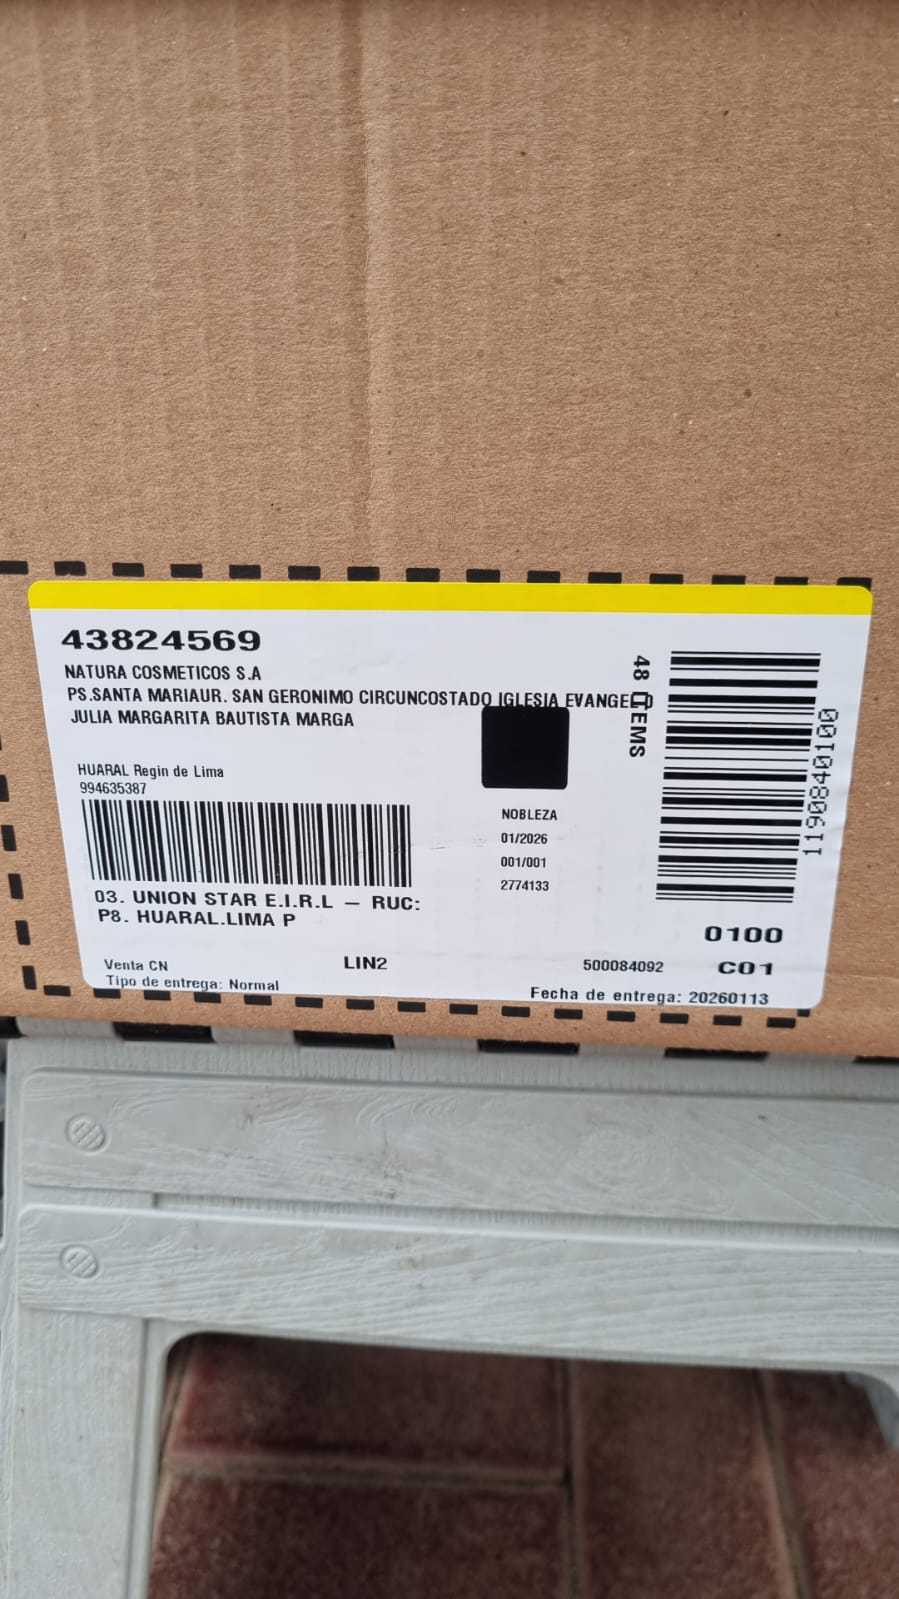 43824569
NATURA COSMETICOS S.A
PS.SANTA MARIAUR. SAN GERONIMO CIRCUNCOSTADO IGLESIA
JULIA MARGARITA BAUTISTA MARGA
HUARAL Regin de Lima
994635387
03. UNION STAR E.I.R.L – RUC:
P8. HUARAL.LIMA P
Venta CN
LIN2
Tipo de entrega: Normal
NOBLEZA
01/2026
001/001
2774133
48 ITEMS
1190840100
0100
500084092
C01
Fecha de entrega: 20260113